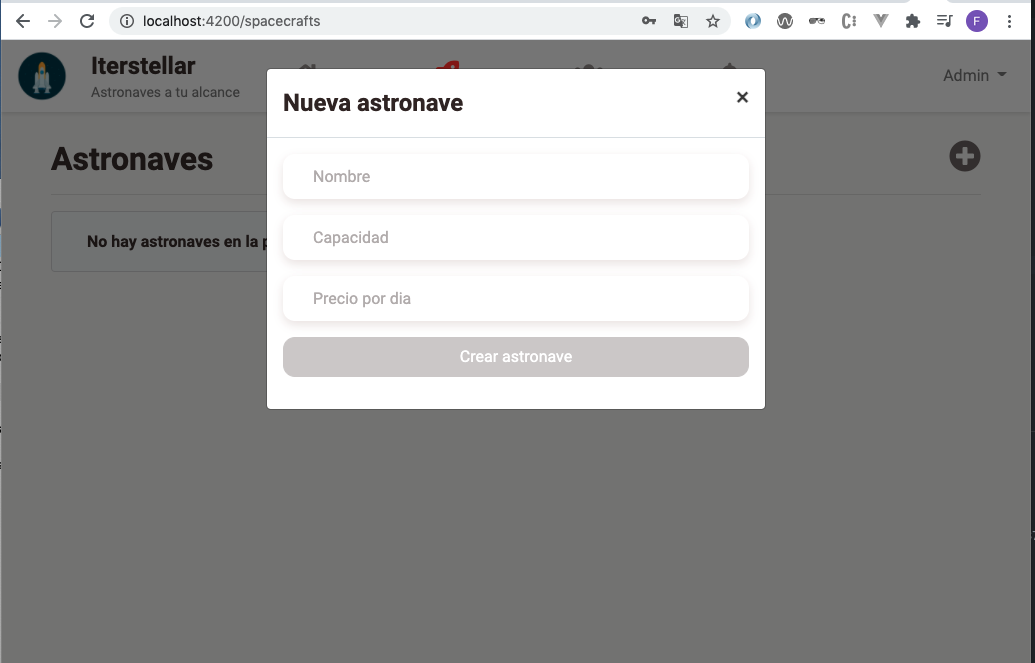 localhost:4200/spacecrafts
F
Iterstellar
Astronaves a tu alcance
Admin
Nueva astronave
×
Astronaves
No hay astronaves en la
Nombre
Capacidad
Precio por dia
Crear astronave